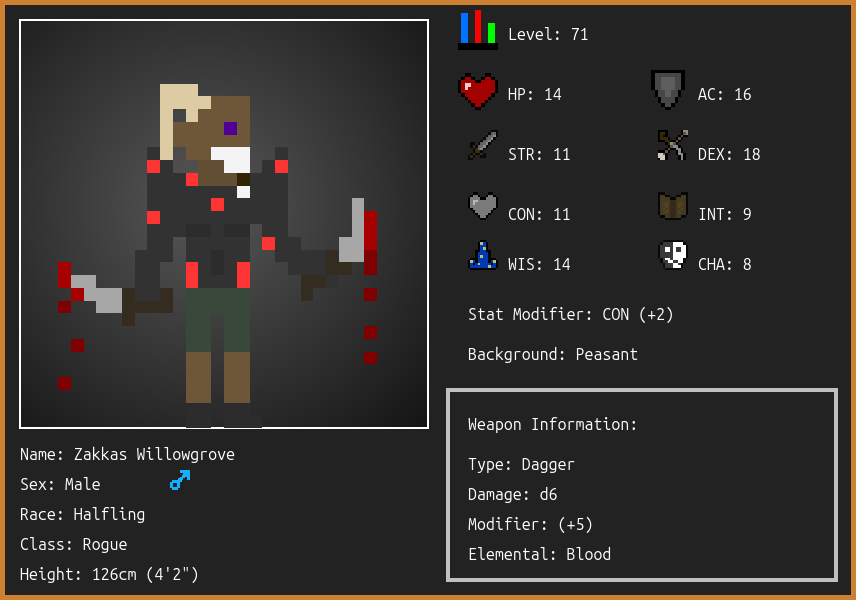 Level: 71
HP: 14
AC: 16
STR: 11
DEX: 18
CON: 11
INT: 9
WIS: 14
CHA: 8
Stat Modifier: CON (+2)
Background: Peasant
Weapon Information:
Type: Dagger
Damage: d6
Modifier: (+5)
Elemental: Blood
Name: Zakkas Willowgrove
Sex: Male
Race: Halfling
Class: Rogue
Height: 126cm (4'2")